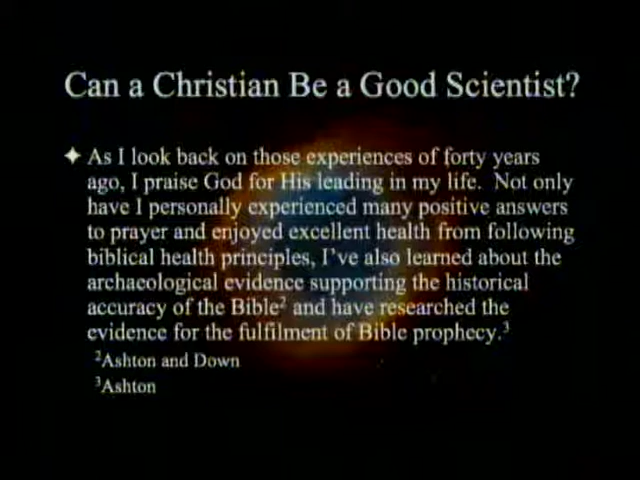 Can a Christian Be a Good Scientist?
✦ As I look back on those experiences of forty years
ago, I praise God for His leading in my life. Not only
have I personally experienced many positive answers
to prayer and enjoyed excellent health from following
biblical health principles, I've also learned about the
archaeological evidence supporting the historical
accuracy of the Bible² and have researched the
evidence for the fulfilment of Bible prophecy.³
²Ashton and Down
³Ashton